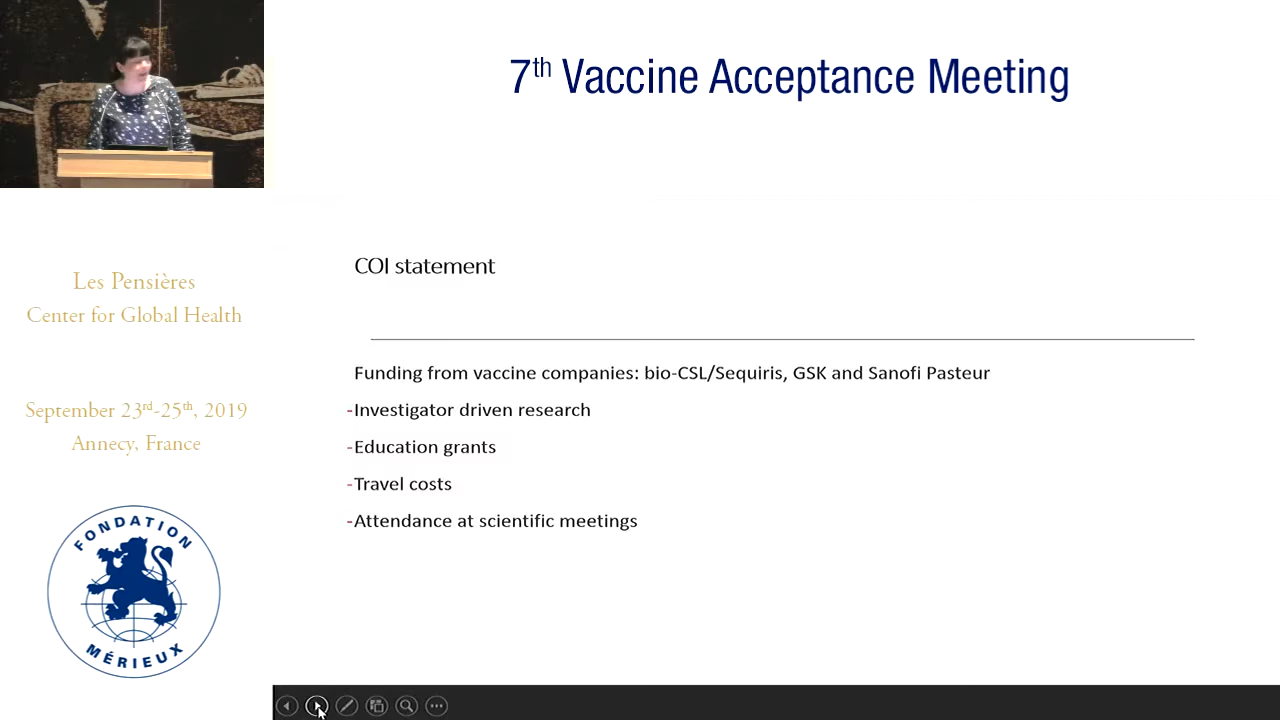 7th Vaccine Acceptance Meeting
Les Pensières
Center for Global Health
September 23rd-25th, 2019
Annecy, France
FONDATION
MÉRIEUX
COI statement
Funding from vaccine companies: bio-CSL/Sequiris, GSK and Sanofi Pasteur
-Investigator driven research
-Education grants
-Travel costs
-Attendance at scientific meetings